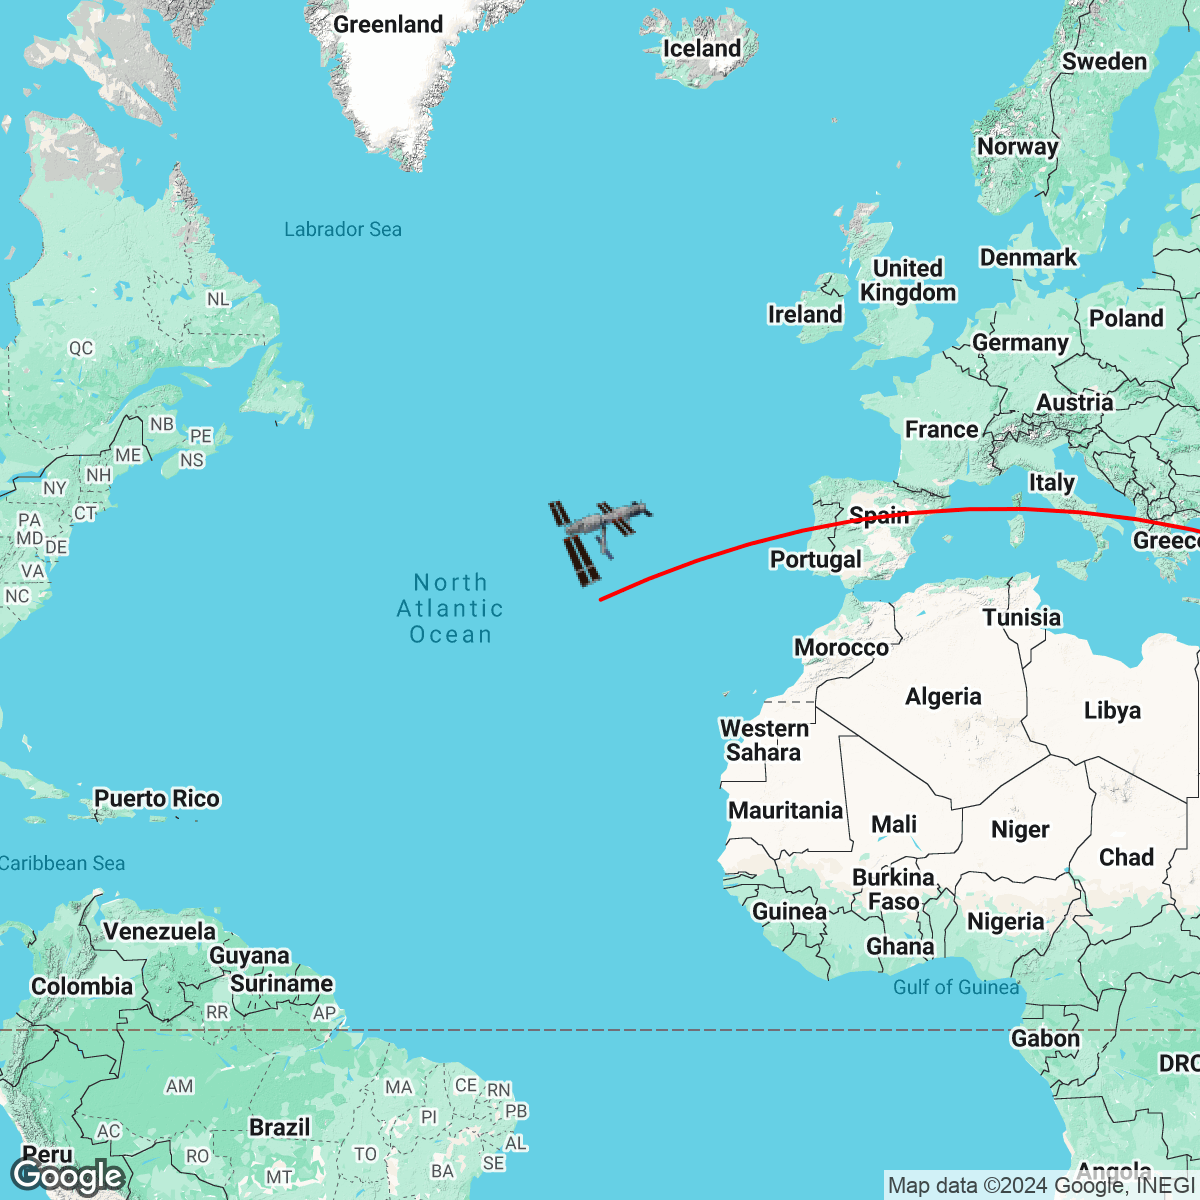 Greenland
Iceland
Sweden
Norway
Labrador Sea
Denmark
United
Kingdom
NL
Ireland
Poland
QC
Germany
Austria
NB
PE
France
ME
NS
NH
NY
Italy
CT
PA
Spain
MD
DE
Greece
Portugal
VA
North
Atlantic
Ocean
NC
Tunisia
Morocco
Algeria
Libya
Western
Sahara
Puerto Rico
Mauritania
Mali
Niger
Chad
Caribbean Sea
Burkina
Faso
Guinea
Nigeria
Venezuela
Ghana
Guyana
Suriname
Colombia
Gulf of Guinea
RR
AP
Gabon
DRC
AM
MA
CE
RN
PB
PI
Brazil
AC
AL
RO
TO
Peru
SE
BA
MT
Angola
Google
Map data ©2024 Google, INEGI